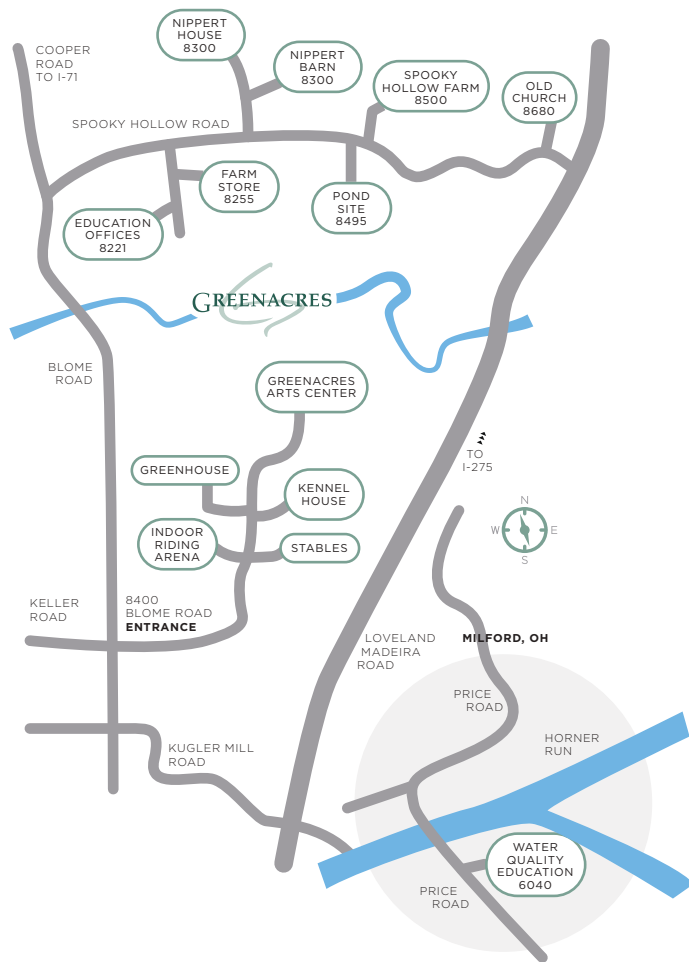 NIPPERT
HOUSE
8300
COOPER
ROAD
TO I-71
NIPPERT
BARN
8300
SPOOKY
HOLLOW FARM
8500
OLD
CHURCH
8680
SPOOKY HOLLOW ROAD
FARM
STORE
8255
POND
SITE
8495
EDUCATION
OFFICES
8221
GREENACRES
BLOME
ROAD
GREENACRES
ARTS CENTER
TO
I-275
GREENHOUSE
KENNEL
HOUSE
N
W
E
S
INDOOR
RIDING
ARENA
STABLES
KELLER
ROAD
8400
BLOME ROAD
ENTRANCE
LOVELAND
MADEIRA
ROAD
MILFORD, OH
PRICE
ROAD
HORNER
RUN
KUGLER MILL
ROAD
WATER
QUALITY
EDUCATION
6040
PRICE
ROAD